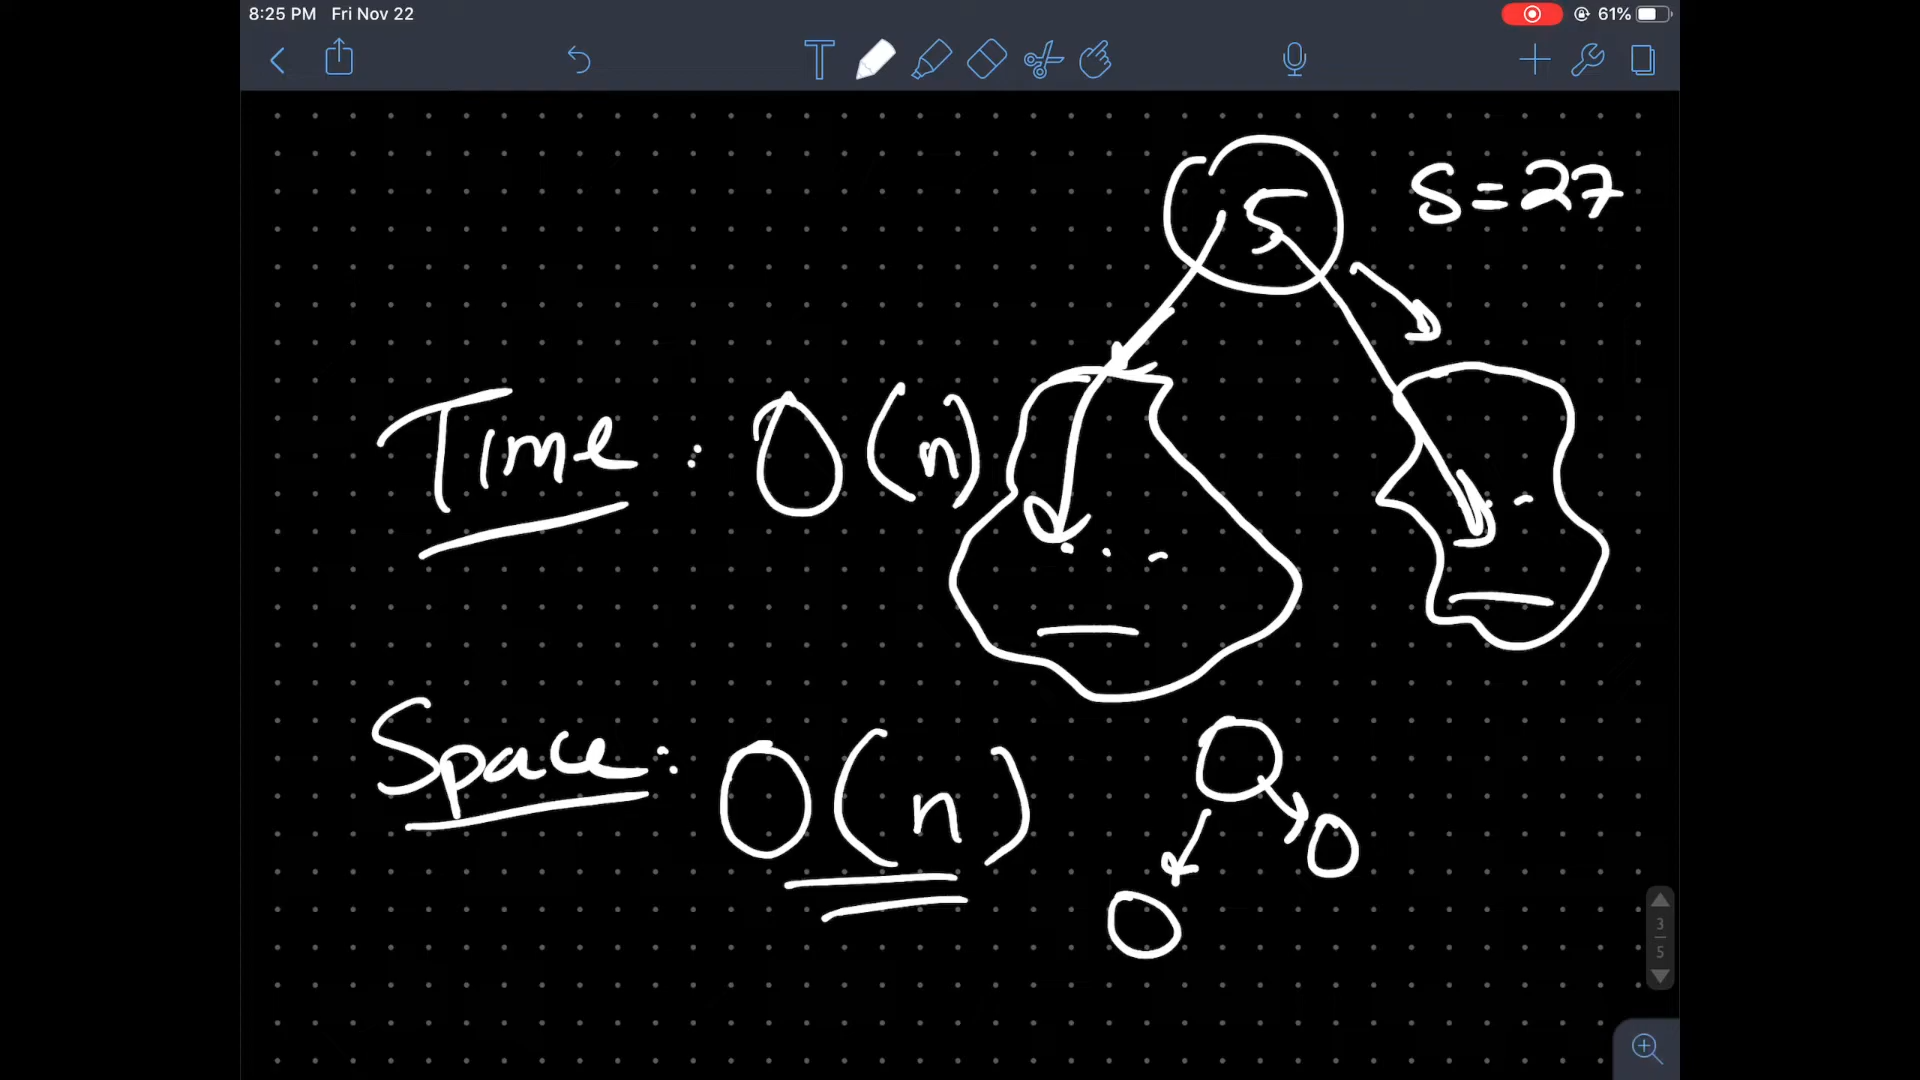 8:25 PM Fri Nov 22
61%
T
5
S=27
Time: O(n)
...
Space: O(n)
3
5